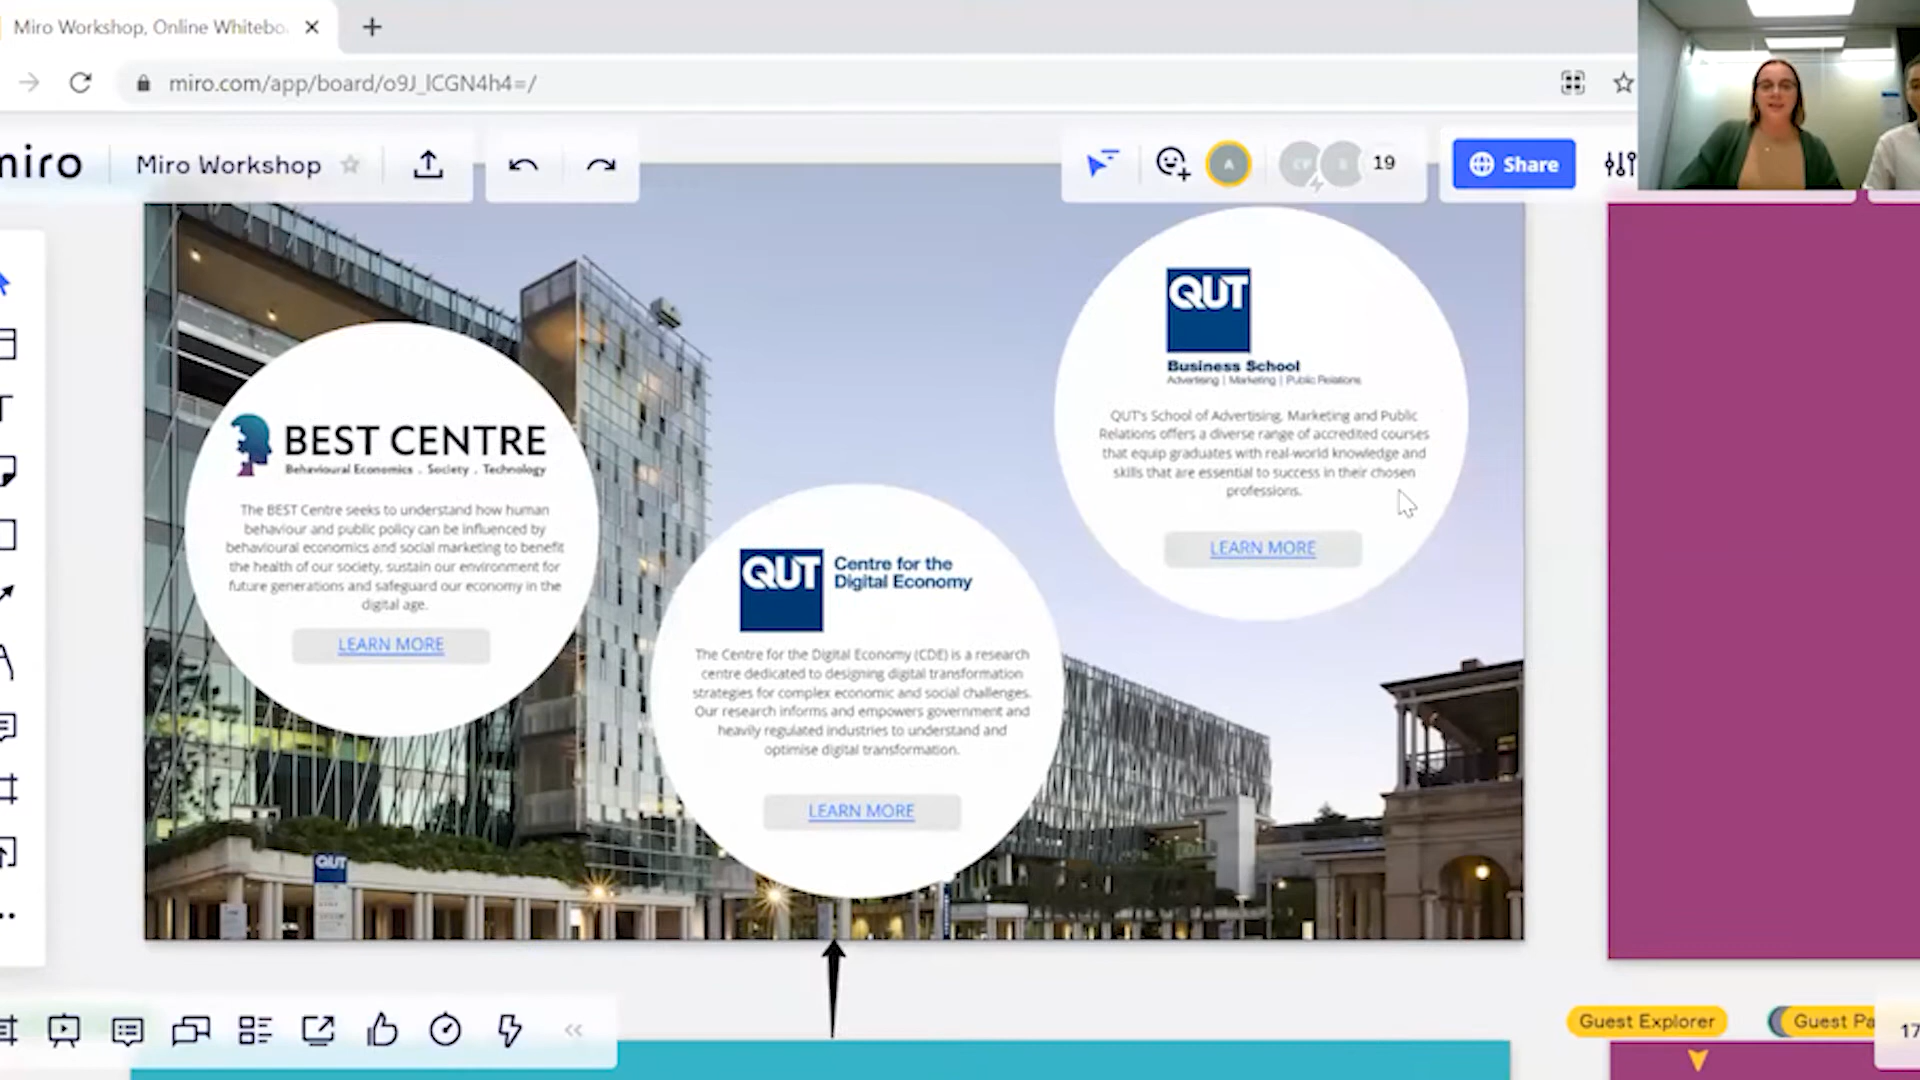 Miro Workshop, Online Whitebo
miro.com/app/board/o9J_lCGN4h4=/
miro
Miro Workshop
A
19
Share
QUT
Business School
Advertising | Marketing | Public Relations
QUT's School of Advertising, Marketing and Public
Relations offers a diverse range of accredited courses
that equip graduates with real-world knowledge and
skills that are essential to success in their chosen
professions.
LEARN MORE
BEST CENTRE
Behavioural Economics . Society . Technology
The BEST Centre seeks to understand how human
behaviour and public policy can be influenced by
behavioural economics and social marketing to benefit
the health of our society, sustain our environment for
future generations and safeguard our economy in the
digital age.
LEARN MORE
QUT
Centre for the
Digital Economy
The Centre for the Digital Economy (CDE) is a research
centre dedicated to designing digital transformation
strategies for complex economic and social challenges.
Our research informs and empowers government and
heavily regulated industries to understand and
optimise digital transformation.
LEARN MORE
QUT
Guest Explorer
Guest Pa
17